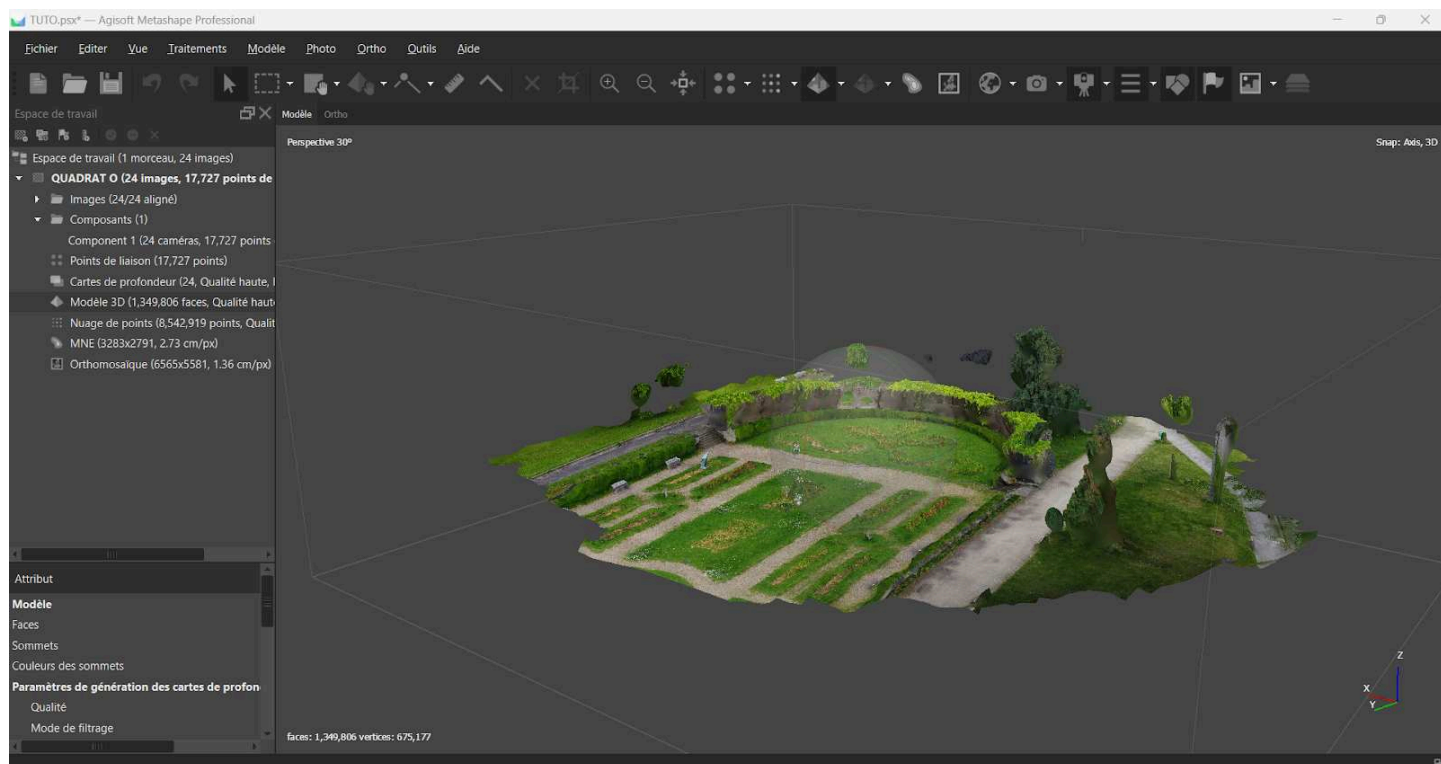 TUTO.psx* — Agisoft Metashape Professional
Fichier Editer Vue Traitements Modèle Photo Ortho Outils Aide
Espace de travail
Modèle Ortho
Perspective 30°
Snap: Axis, 3D
Espace de travail (1 morceau, 24 images)
QUADRAT O (24 images, 17,727 points de
Images (24/24 aligné)
Composants (1)
Component 1 (24 caméras, 17,727 points
Points de liaison (17,727 points)
Cartes de profondeur (24, Qualité haute,
Modèle 3D (1,349,806 faces, Qualité haut
Nuage de points (8,542,919 points, Qualit
MNE (3283x2791, 2.73 cm/px)
Orthomosaïque (6565x5581, 1.36 cm/px)
Attribut
Modèle
Faces
Sommets
Couleurs des sommets
Paramètres de génération des cartes de profon
Qualité
Mode de filtrage
faces: 1,349,806 vertices: 675,177
Z
X
Y